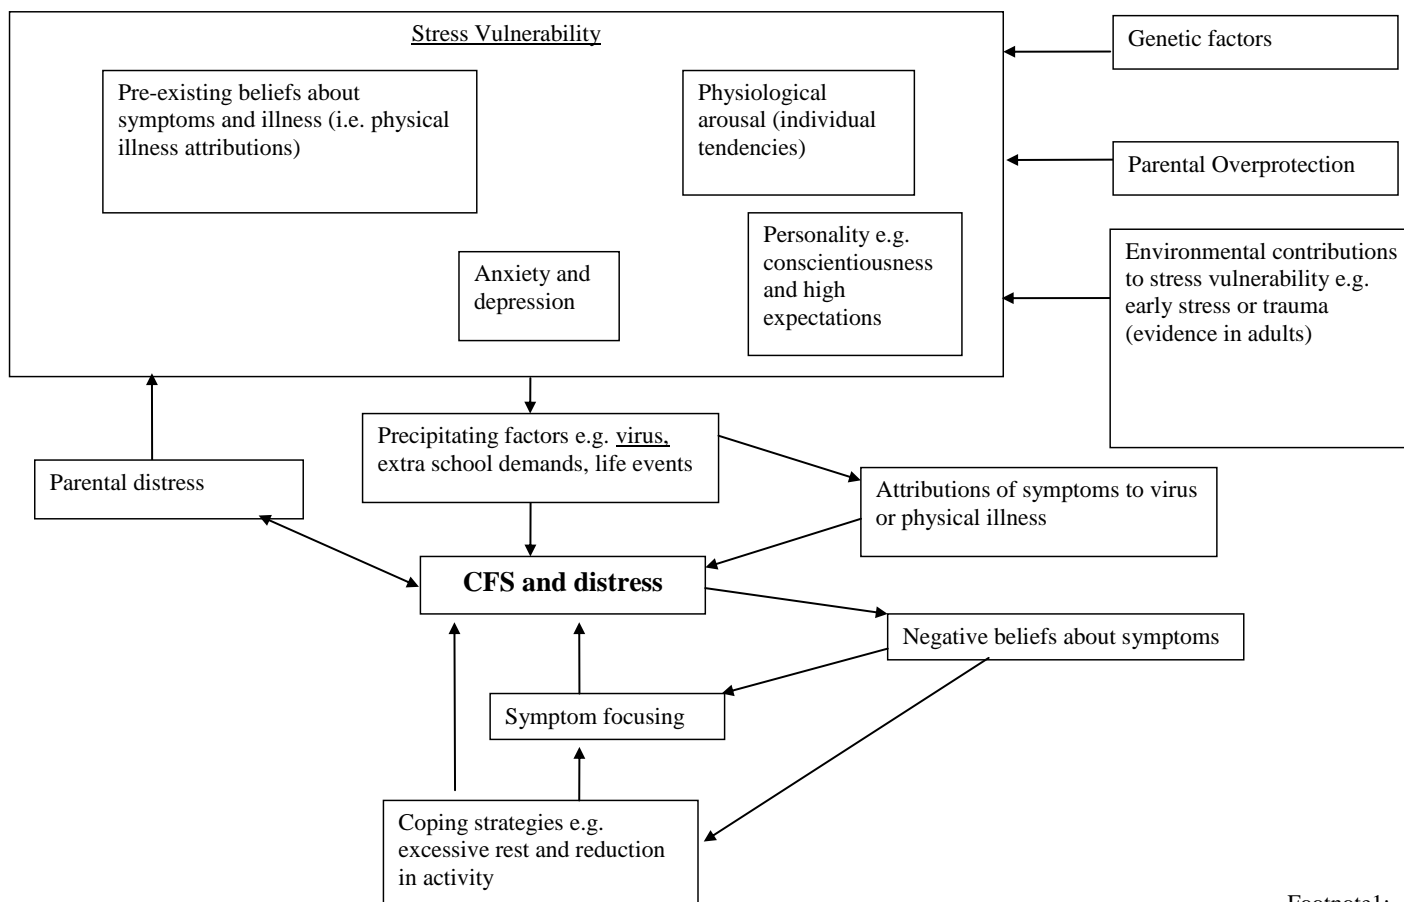 Stress Vulnerability
Genetic factors
Pre-existing beliefs about
symptoms and illness (i.e. physical
illness attributions)
Physiological
arousal (individual
tendencies)
Parental Overprotection
Personality e.g.
conscientiousness
and high
expectations
Environmental contributions
to stress vulnerability e.g.
early stress or trauma
(evidence in adults)
Anxiety and
depression
Precipitating factors e.g. virus,
extra school demands, life events
Parental distress
Attributions of symptoms to virus
or physical illness
CFS and distress
Negative beliefs about symptoms
Symptom focusing
Coping strategies e.g.
excessive rest and reduction
in activity
Footnote1: